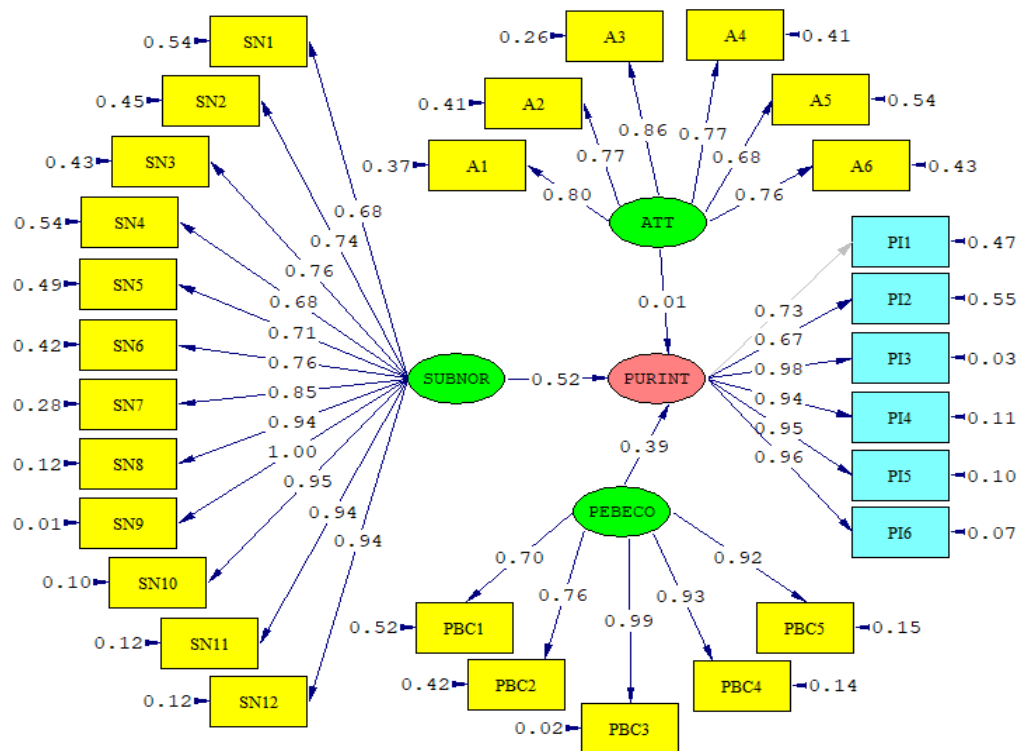 0.54 SN1
0.45 SN2
0.43 SN3
0.54 SN4
0.49 SN5
0.42 SN6
0.28 SN7
0.12 SN8
0.01 SN9
0.10 SN10
0.12 SN11
0.12 SN12
0.68
0.74
0.76
0.68
0.71
0.76
0.85
0.94
1.00
0.95
0.94
0.94
SUBNOR
0.52
0.26 A3
A4 0.41
0.41 A2
A5 0.54
0.37 A1
A6 0.43
0.80
0.77
0.86
0.77
0.68
0.76
ATT
0.01
PURINT
0.39
PEBECO
PI1 0.47
PI2 0.55
PI3 0.03
PI4 0.11
PI5 0.10
PI6 0.07
0.73
0.67
0.98
0.94
0.95
0.96
0.70
0.76
0.99
0.93
0.92
0.52 PBC1
0.42 PBC2
0.02 PBC3
PBC4 0.14
PBC5 0.15